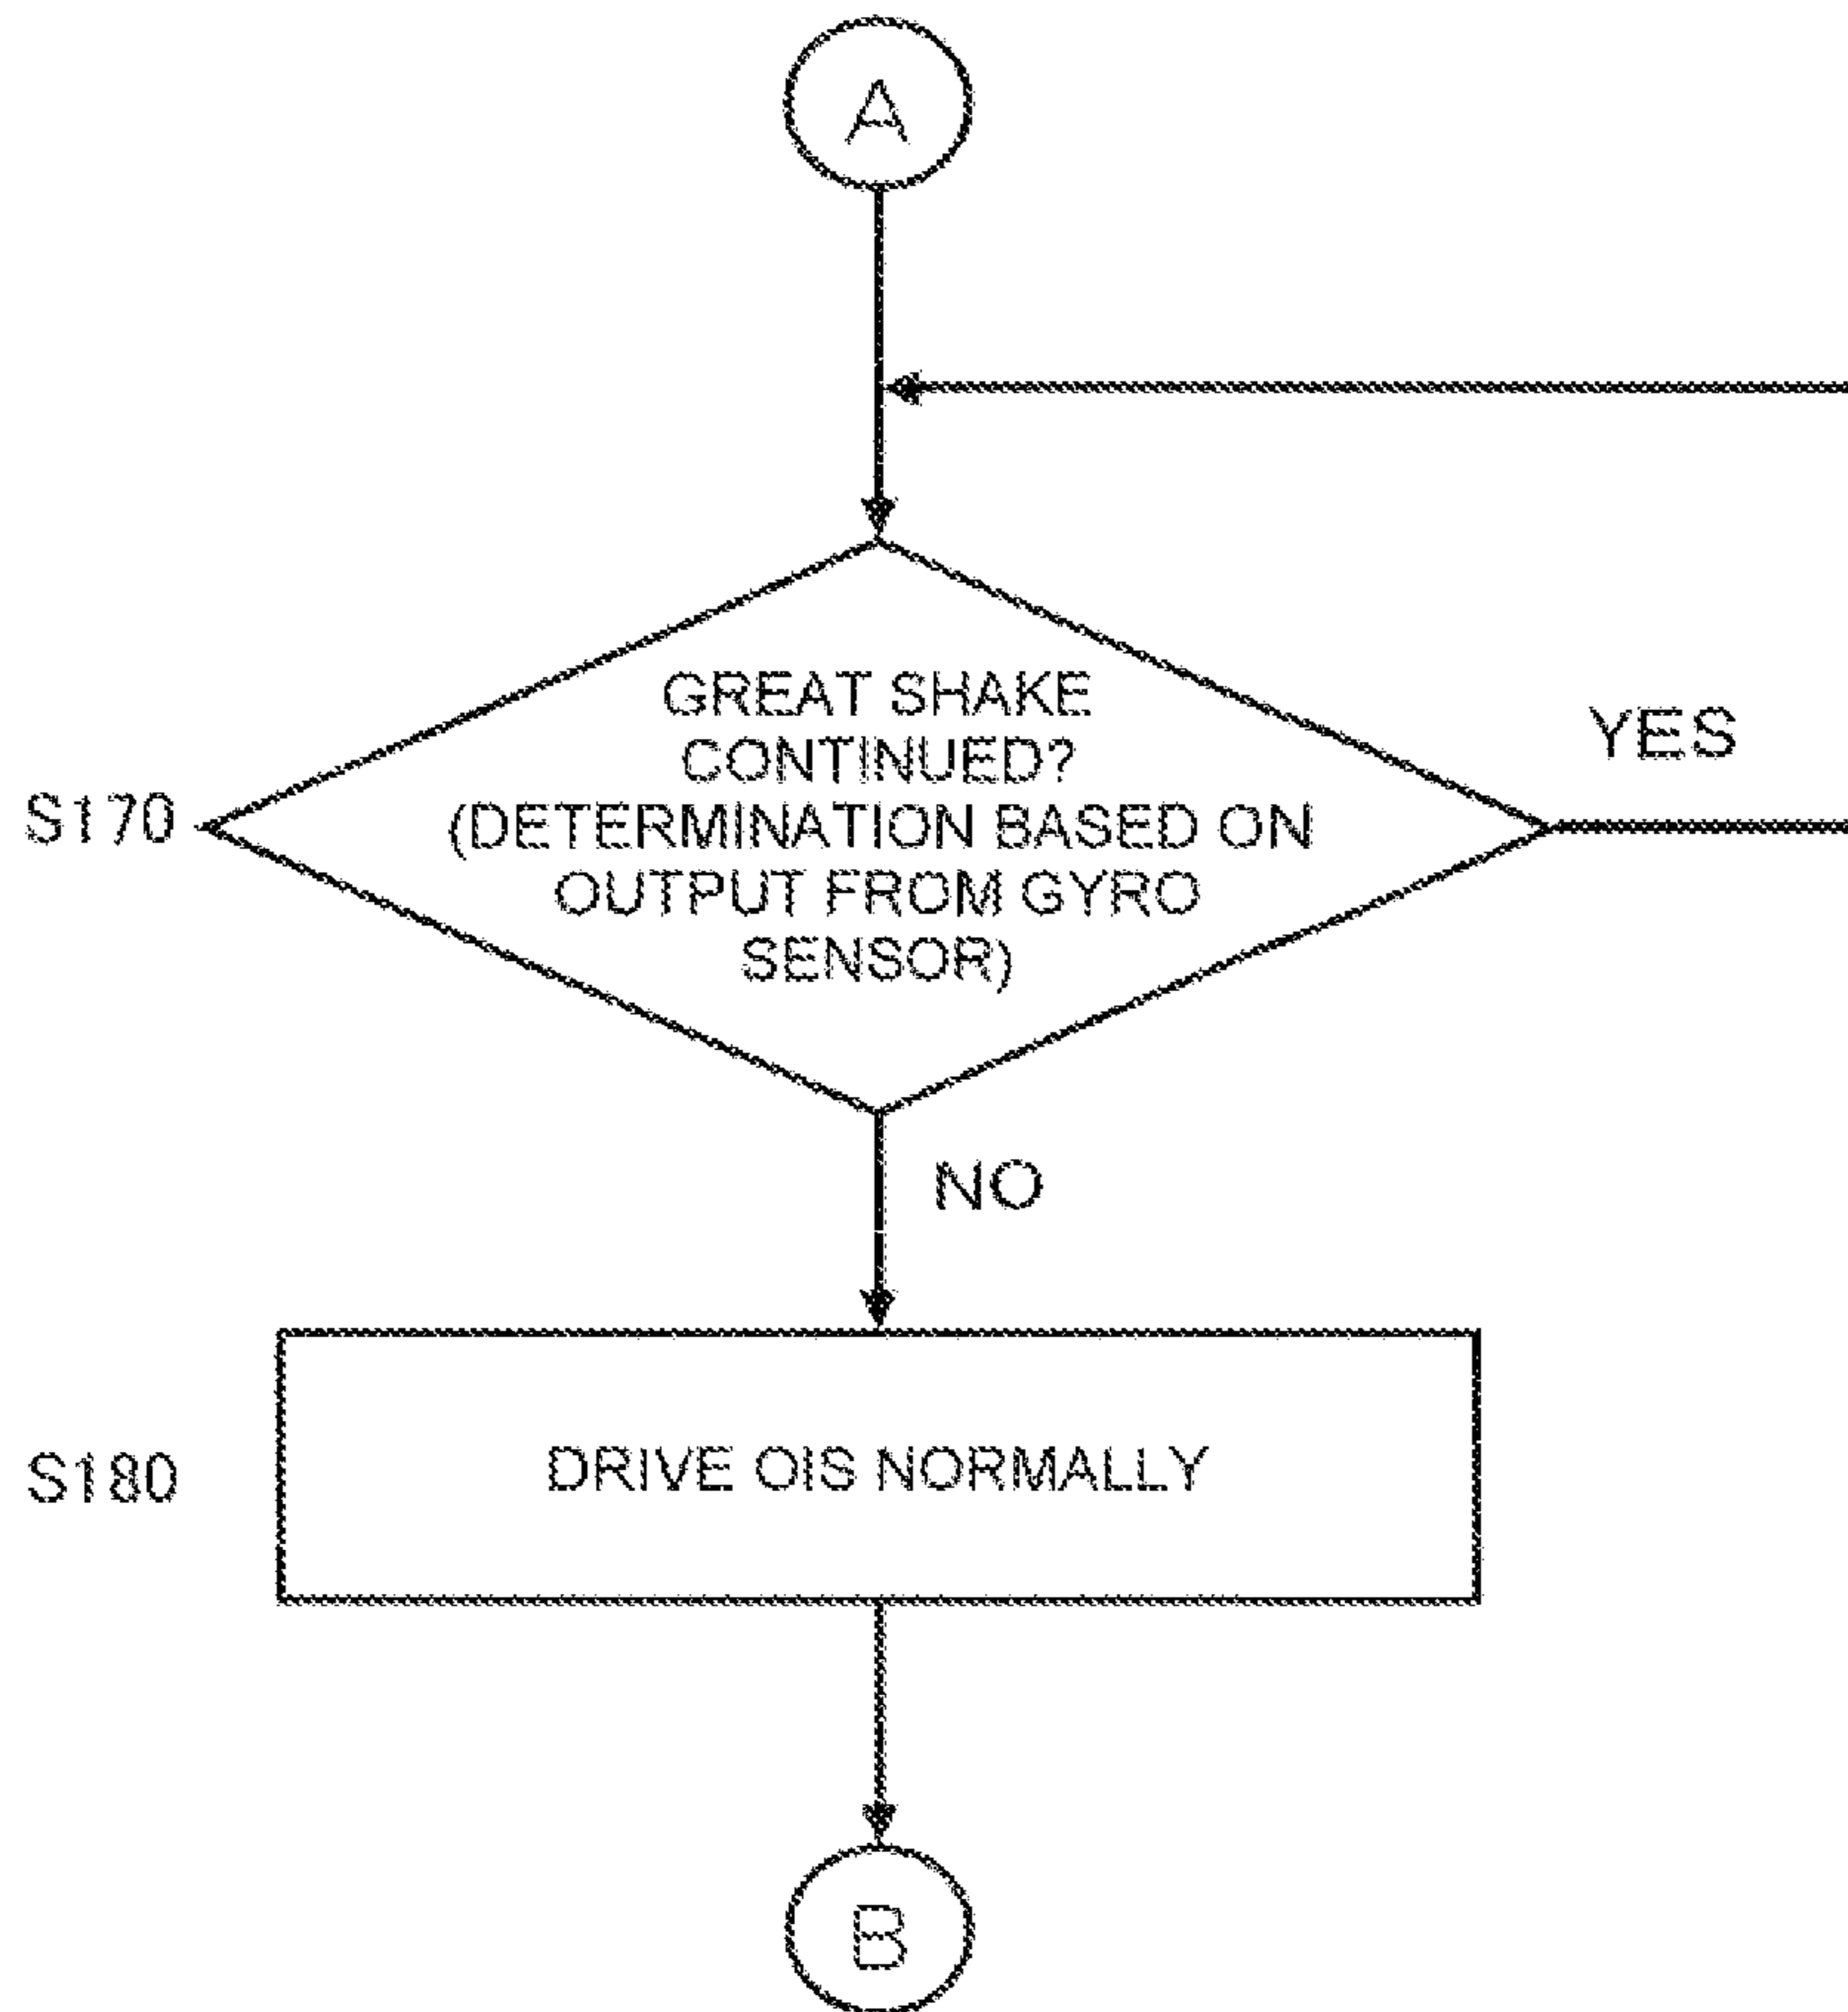 A
GREAT SHAKE
CONTINUED?
(DETERMINATION BASED ON
OUTPUT FROM GYRO
SENSOR)
S170
YES
NO
S180
DRIVE OIS NORMALLY
B